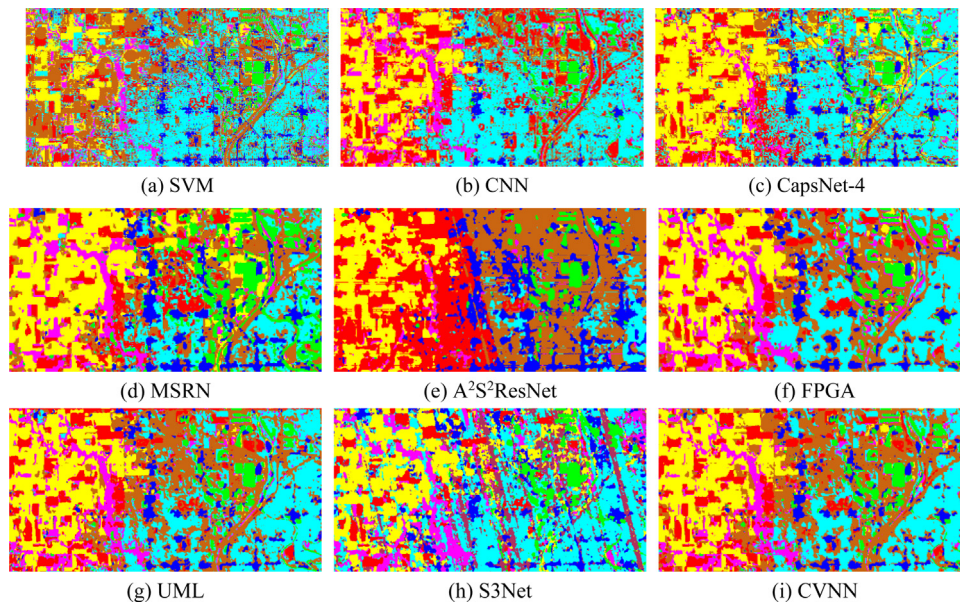 (a) SVM
(b) CNN
(c) CapsNet-4
(d) MSRN
(e) A²S²ResNet
(f) FPGA
(g) UML
(h) S3Net
(i) CVNN